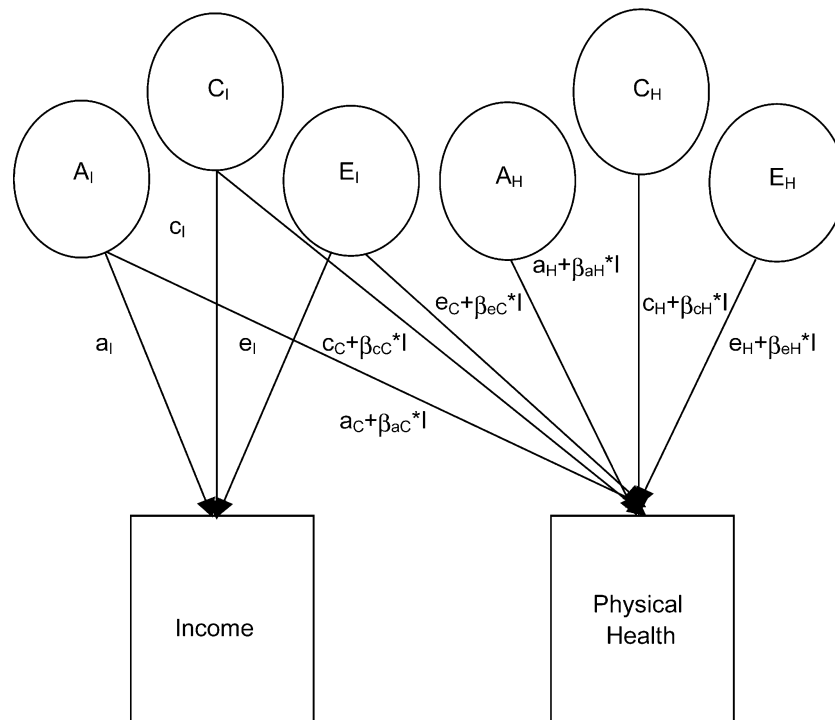 C_I
C_H
A_I
E_I
A_H
E_H
c_I
a_H+β_aH*I
e_C+β_eC*I
c_H+β_cH*I
a_I
e_I
c_C+β_cC*I
e_H+β_eH*I
a_C+β_aC*I
Income
Physical
Health